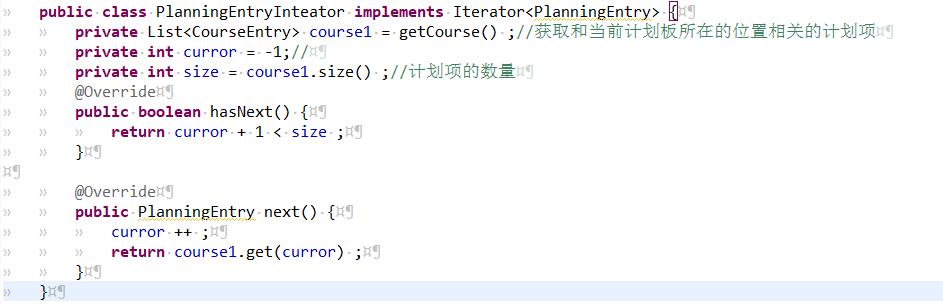 public class PlanningEntryInteator implements Iterator<PlanningEntry> {
private List<CourseEntry> course1 = getCourse() ;//获取和当前计划板所在的位置相关的计划项
private int curror = -1;//
private int size = course1.size() ;//计划项的数量
@Override
public boolean hasNext() {
return curror + 1 < size ;
}
@Override
public PlanningEntry next() {
curror ++ ;
return course1.get(curror) ;
}
}